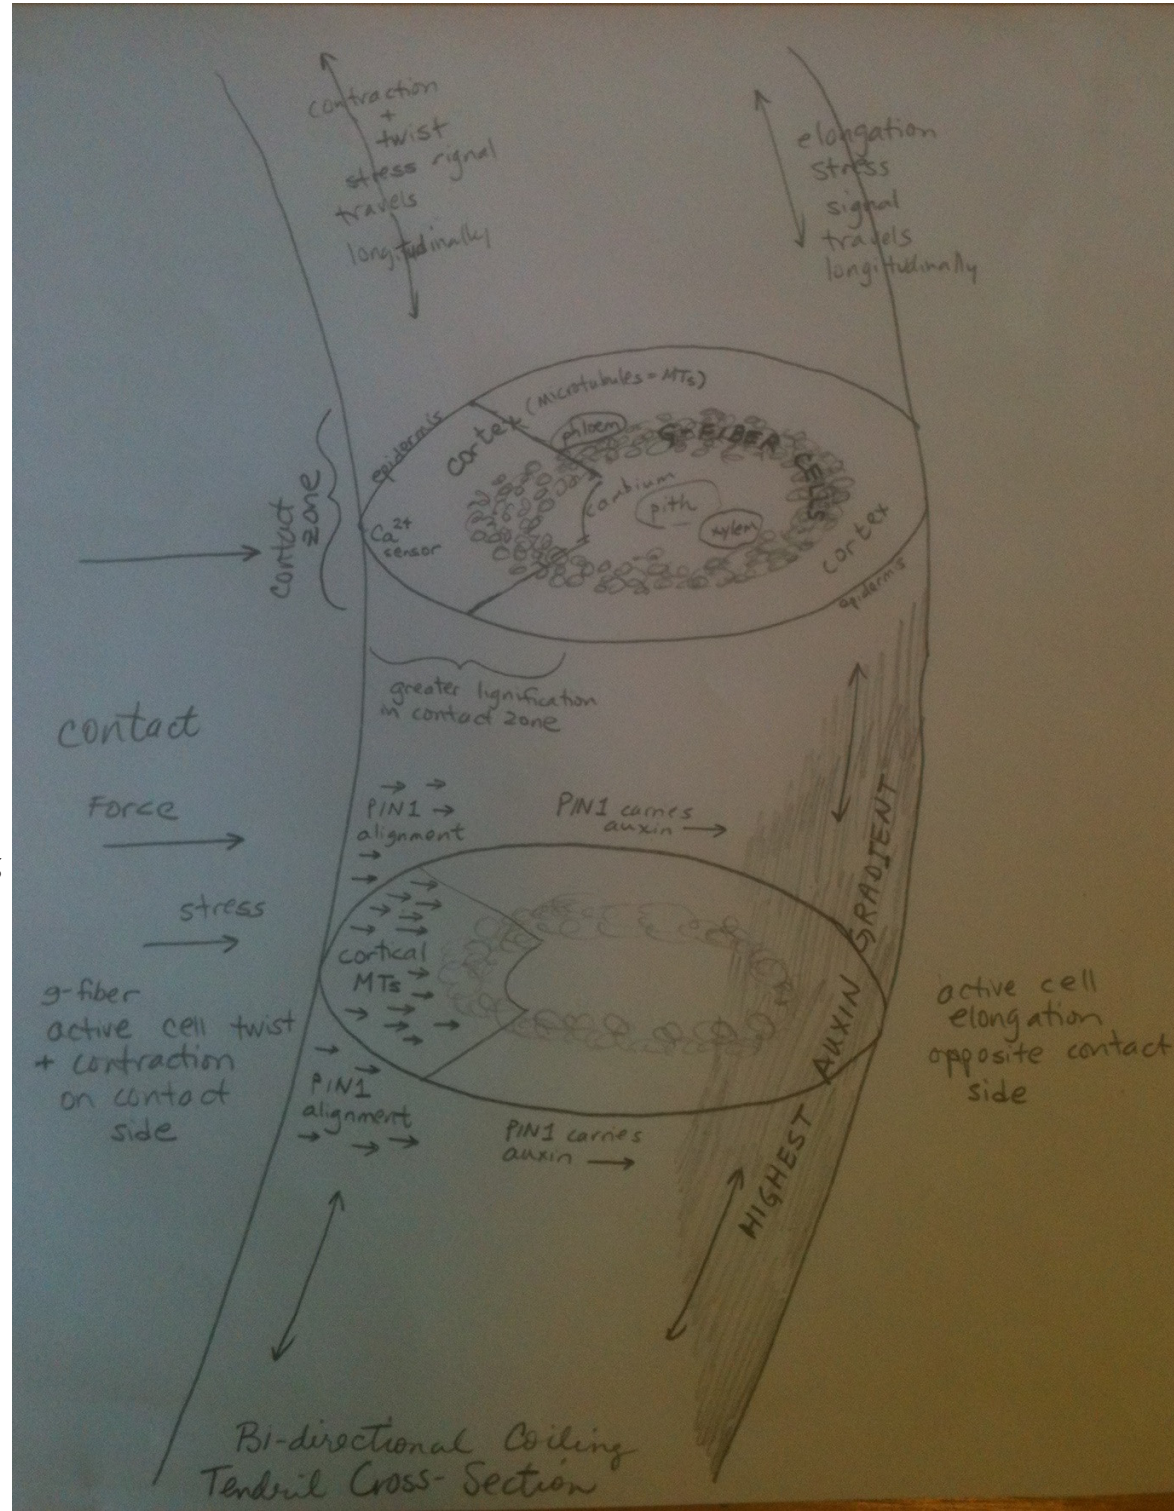 contraction
+
twist
stress signal
travels
longitudinally
elongation
stress
signal
travels
longitudinally
epidermis
cortex (microtubules = MTs)
phloem
G-FIBER CELLS
cambium
pith
xylem
Ca2+
sensor
cortex
epidermis
contact
zone
greater lignification
in contact zone
contact
Force
stress
g-fiber
active cell twist
+ contraction
on contact
side
PIN1
alignment
PIN1 carries
auxin
cortical
MTs
PIN1
alignment
PIN1 carries
auxin
HIGHEST AUXIN GRADIENT
active cell
elongation
opposite contact
side
Bi-directional Coiling
Tendril Cross-Section